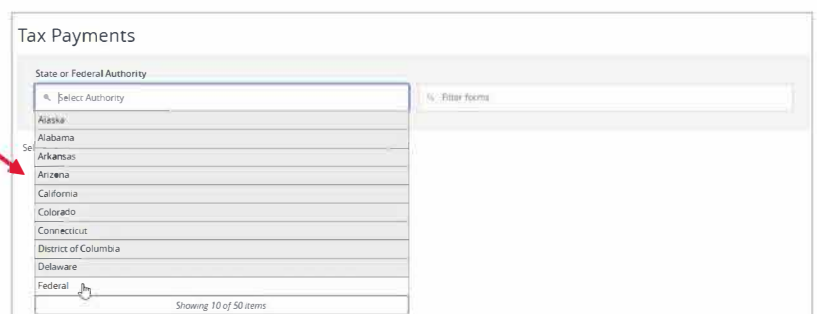 Tax Payments
State or Federal Authority
Select Authority
Filter forms
Alaska
Alabama
Sel
Arkansas
Arizona
California
Colorado
Connecticut
District of Columbia
Delaware
Federal
Showing 10 of 50 items